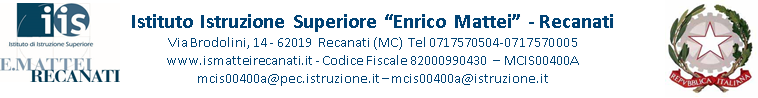 iis
Istituto di Istruzione Superiore
E.MATTEI
RECANATI
Istituto Istruzione Superiore “Enrico Mattei” - Recanati
Via Brodolini, 14 - 62019 Recanati (MC) Tel 0717570504-0717570005
www.ismatteirecanati.it - Codice Fiscale 82000990430 – MCIS00400A
mcis00400a@pec.istruzione.it – mcis00400a@istruzione.it
REPVBBLICA ITALIANA